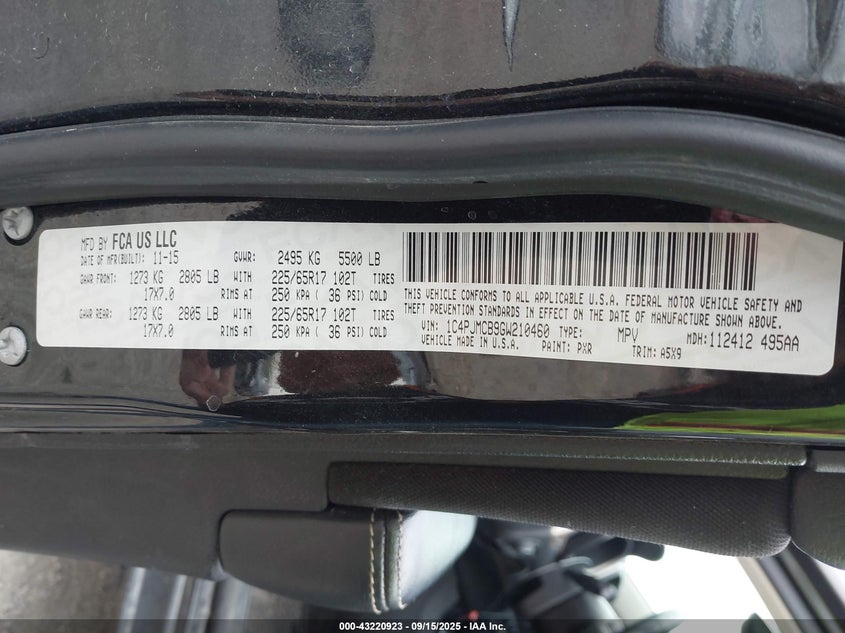 MFD BY FCA US LLC
DATE OF MFR(BUILT): 11-15 GVWR: 2495 KG 5500 LB
GAWR FRONT: 1273 KG 2805 LB WITH 225/65R17 102T TIRES
17X7.0 RIMS AT 250 KPA ( 36 PSI) COLD
GAWR REAR: 1273 KG 2805 LB WITH 225/65R17 102T TIRES
17X7.0 RIMS AT 250 KPA ( 36 PSI) COLD
THIS VEHICLE CONFORMS TO ALL APPLICABLE U.S.A. FEDERAL MOTOR VEHICLE SAFETY AND
THEFT PREVENTION STANDARDS IN EFFECT ON THE DATE OF MANUFACTURE SHOWN ABOVE.
VIN: 1C4PJMCB9GW210460 TYPE: MPV MDH:112412 495AA
VEHICLE MADE IN U.S.A. PAINT: PXR TRIM: A5X9
000-43220923 - 09/15/2025 - IAA Inc.